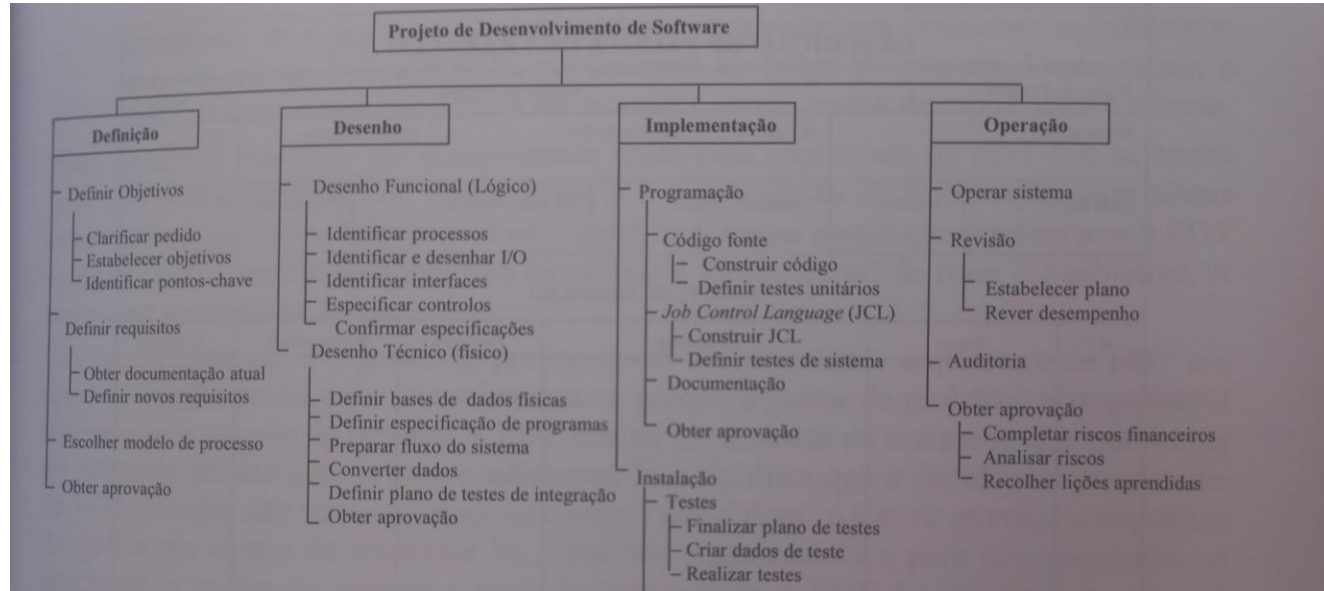 Projeto de Desenvolvimento de Software
Definição
Definir Objetivos
Clarificar pedido
Estabelecer objetivos
Identificar pontos-chave
Definir requisitos
Obter documentação atual
Definir novos requisitos
Escolher modelo de processo
Obter aprovação
Desenho
Desenho Funcional (Lógico)
Identificar processos
Identificar e desenhar I/O
Identificar interfaces
Especificar controlos
Confirmar especificações
Desenho Técnico (físico)
Definir bases de dados físicas
Definir especificação de programas
Preparar fluxo do sistema
Converter dados
Definir plano de testes de integração
Obter aprovação
Implementação
Programação
Código fonte
Construir código
Definir testes unitários
Job Control Language (JCL)
Construir JCL
Definir testes de sistema
Documentação
Obter aprovação
Instalação
Testes
Finalizar plano de testes
Criar dados de teste
Realizar testes
Operação
Operar sistema
Revisão
Estabelecer plano
Rever desempenho
Auditoria
Obter aprovação
Completar riscos financeiros
Analisar riscos
Recolher lições aprendidas